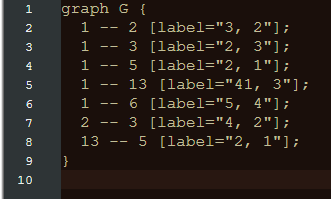 1 graph G {
2 1 -- 2 [label="3, 2"];
3 1 -- 3 [label="2, 3"];
4 1 -- 5 [label="2, 1"];
5 1 -- 13 [label="41, 3"];
6 1 -- 6 [label="5, 4"];
7 2 -- 3 [label="4, 2"];
8 13 -- 5 [label="2, 1"];
9 }
10